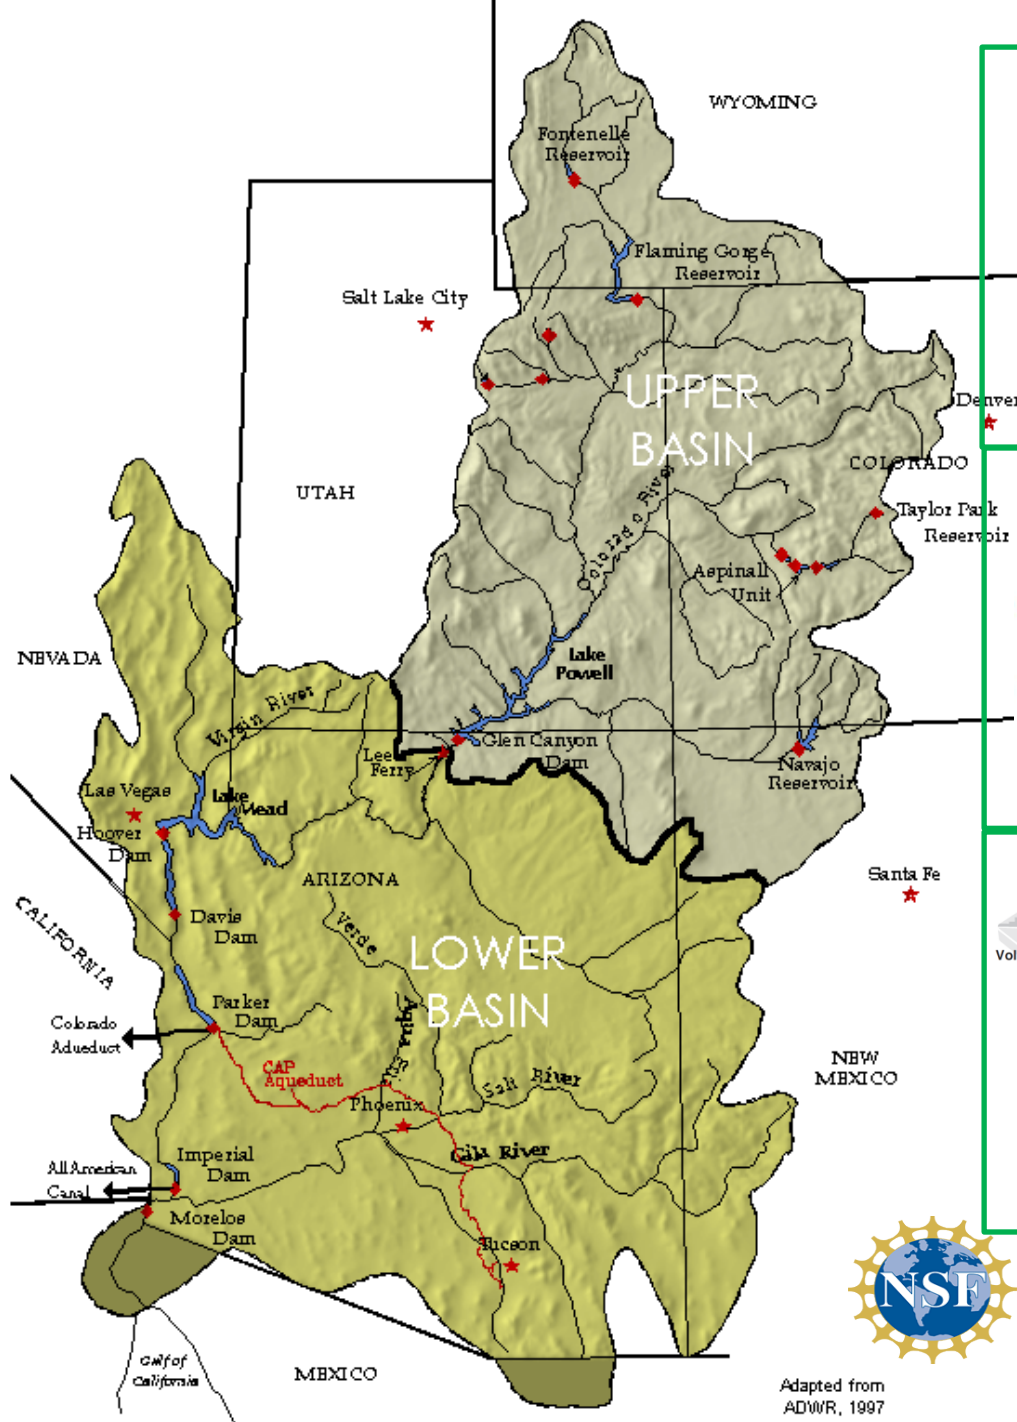 WYOMING
Fontenelle
Reservoir
Flaming Gorge
Reservoir
Salt Lake City
UPPER
BASIN
Denver
COLORADO
UTAH
Colorado River
Taylor Park
Reservoir
Aspinall
Unit
NEVADA
Lake
Powell
Virgin River
Lee
Ferry
Glen Canyon
Dam
Navajo
Reservoir
Las Vegas
Lake
Mead
Hoover
Dam
ARIZONA
Santa Fe
CALIFORNIA
Davis
Dam
Verde
LOWER
BASIN
Vol
Parker
Dam
Colorado
Adueduct
Aqua Fria
CAP
Aqueduct
Salt River
NEW
MEXICO
Phoenix
Gila River
Imperial
Dam
All American
Canal
Morelos
Dam
Tucson
NSF
Gulf of
California
MEXICO
Adapted from
ADWR, 1997